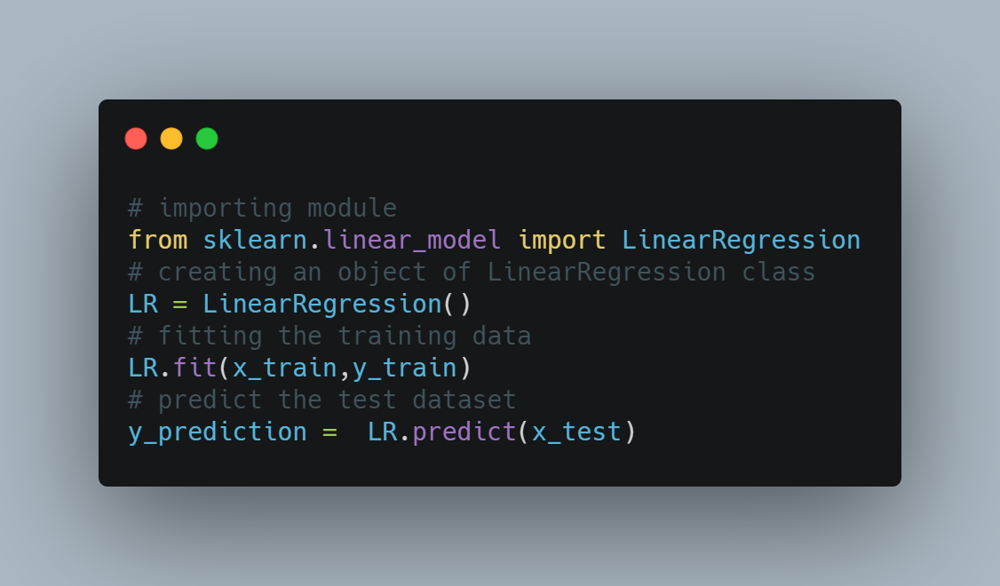 # importing module
from sklearn.linear_model import LinearRegression
# creating an object of LinearRegression class
LR = LinearRegression()
# fitting the training data
LR.fit(x_train,y_train)
# predict the test dataset
y_prediction =  LR.predict(x_test)